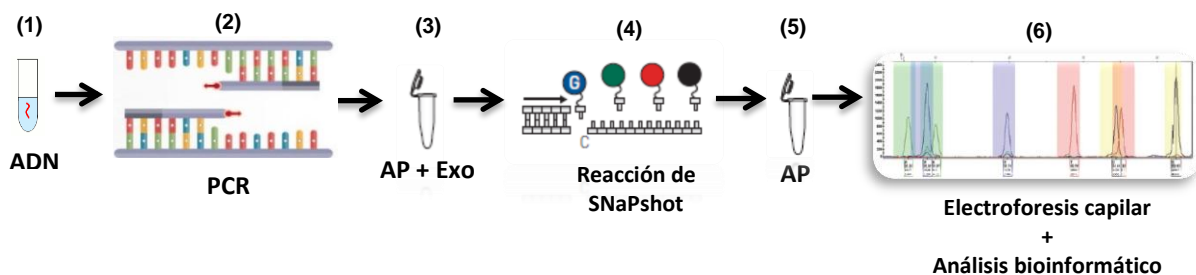 (1)
(2)
(3)
(4)
(5)
(6)
ADN
PCR
AP + Exo
G
C
Reacción de
SNaPshot
AP
Electroforesis capilar
+
Análisis bioinformático